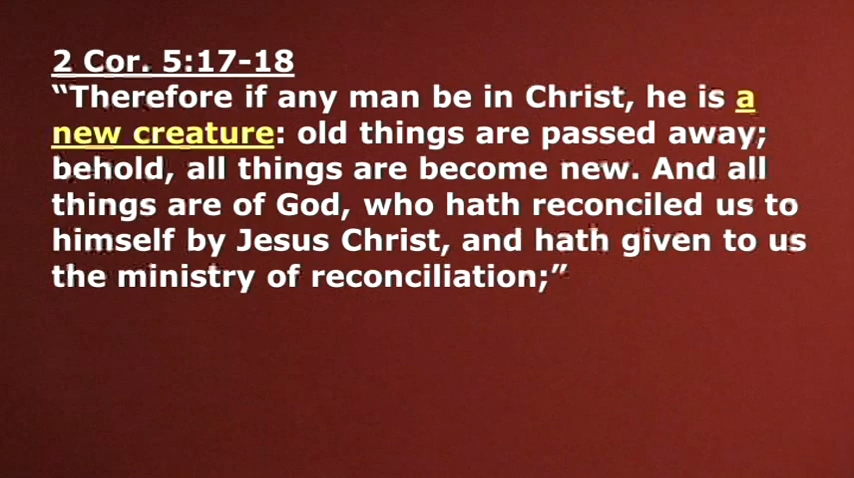 2 Cor. 5:17-18
“Therefore if any man be in Christ, he is a
new creature: old things are passed away;
behold, all things are become new. And all
things are of God, who hath reconciled us to
himself by Jesus Christ, and hath given to us
the ministry of reconciliation;”